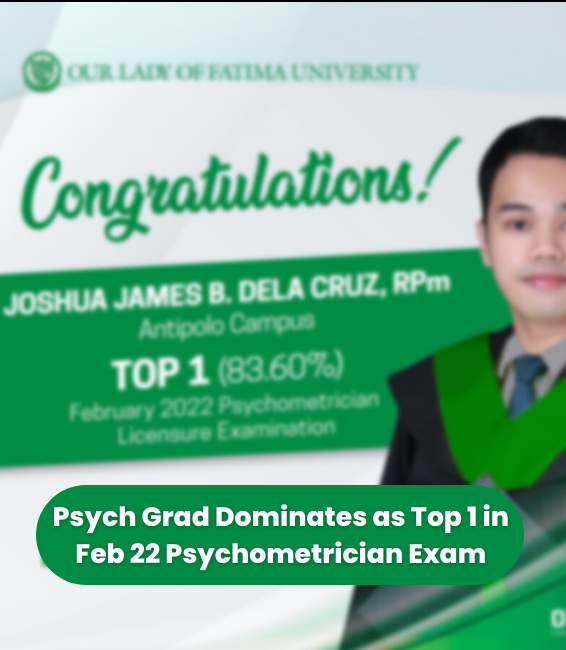 OUR LADY OF FATIMA UNIVERSITY
Congratulations!
JOSHUA JAMES B. DELA CRUZ, RPm
Antipolo Campus
TOP 1 (83.60%)
February 2022 Psychometrician
Licensure Examination
Psych Grad Dominates as Top 1 in
Feb 22 Psychometrician Exam